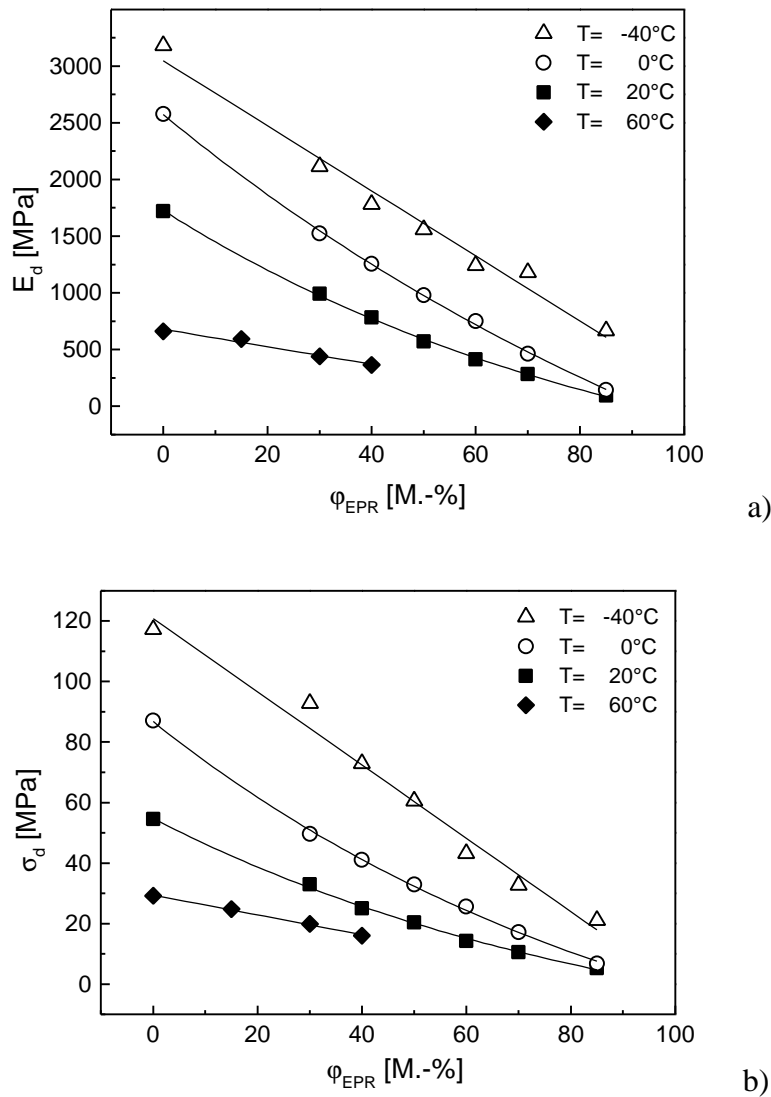 T= -40°C
T= 0°C
T= 20°C
T= 60°C
3000
2500
2000
1500
1000
500
0
E_d [MPa]
0 20 40 60 80 100
φ_EPR [M.-%]
a)
T= -40°C
T= 0°C
T= 20°C
T= 60°C
120
100
80
60
40
20
0
σ_d [MPa]
0 20 40 60 80 100
φ_EPR [M.-%]
b)